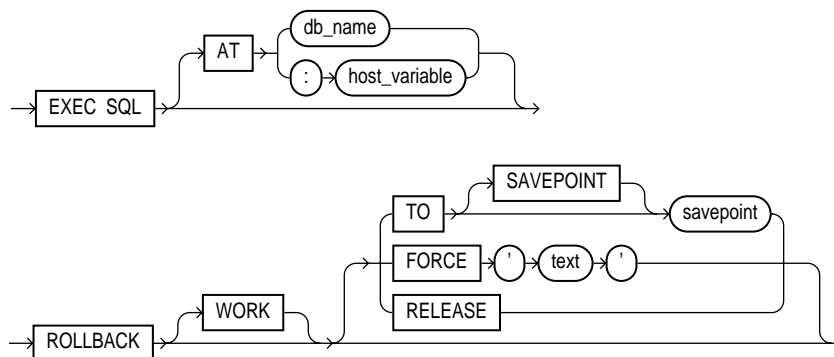 AT db_name
: host_variable
EXEC SQL
SAVEPOINT
TO savepoint
FORCE ' text '
WORK RELEASE
ROLLBACK